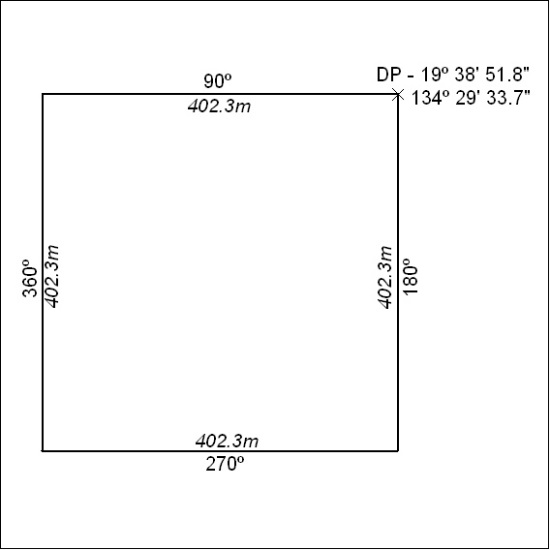 DP - 19º 38' 51.8"
90º
134º 29' 33.7"
402.3m
360º
402.3m
402.3m
180º
402.3m
270º